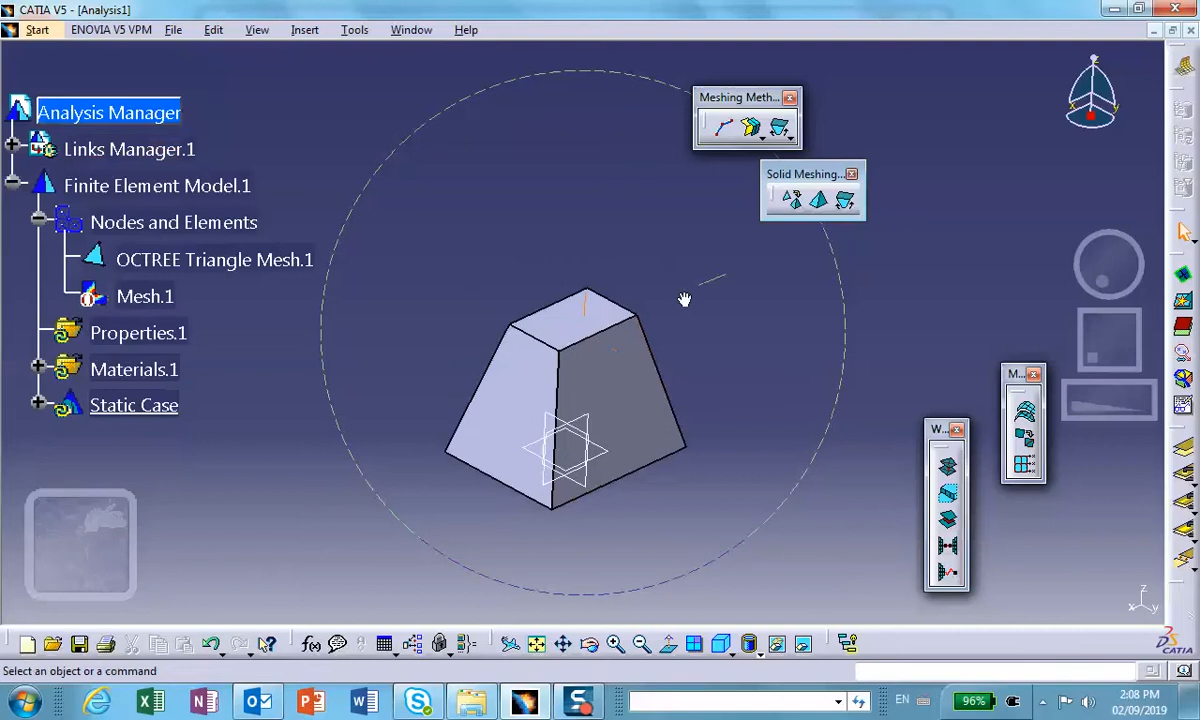 CATIA V5 - [Analysis1]
Start ENOVIA V5 VPM File Edit View Insert Tools Window Help
Meshing Meth...
Solid Meshing...
Analysis Manager
Links Manager.1
Finite Element Model.1
Nodes and Elements
OCTREE Triangle Mesh.1
Mesh.1
Properties.1
Materials.1
Static Case
M...
W...
z
x
y
z
x
y
f(x)
DS
CATIA
Select an object or a command
EN
96%
2:08 PM
02/09/2019